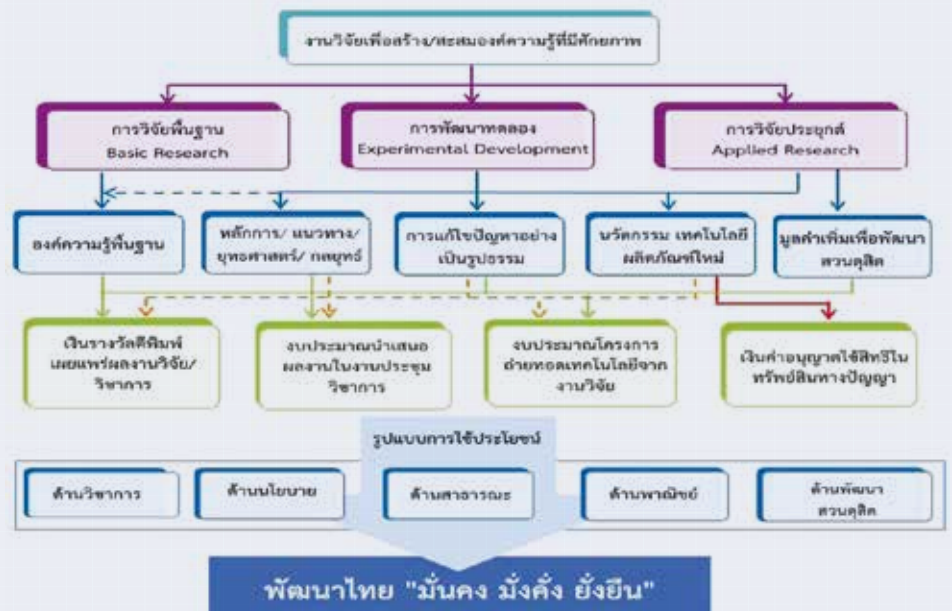 งานวิจัยเพื่อสร้าง/สะสมองค์ความรู้ที่มีศักยภาพ
การวิจัยพื้นฐาน
Basic Research
การพัฒนาทดลอง
Experimental Development
การวิจัยประยุกต์
Applied Research
องค์ความรู้พื้นฐาน
หลักการ/ แนวทาง/
ยุทธศาสตร์/ กลยุทธ์
การแก้ไขปัญหาอย่าง
เป็นรูปธรรม
นวัตกรรม เทคโนโลยี
ผลิตภัณฑ์ใหม่
มูลค่าเพิ่มเพื่อพัฒนา
สวนดุสิต
เงินรางวัลตีพิมพ์
เผยแพร่ผลงานวิจัย/
วิชาการ
งบประมาณนำเสนอ
ผลงานในงานประชุม
วิชาการ
งบประมาณโครงการ
ถ่ายทอดเทคโนโลยีจาก
งานวิจัย
เงินค่าอนุญาตใช้สิทธิใน
ทรัพย์สินทางปัญญา
รูปแบบการใช้ประโยชน์
ด้านวิชาการ
ด้านนโยบาย
ด้านสาธารณะ
ด้านพาณิชย์
ด้านพัฒนา
สวนดุสิต
พัฒนาไทย "มั่นคง มั่งคั่ง ยั่งยืน"